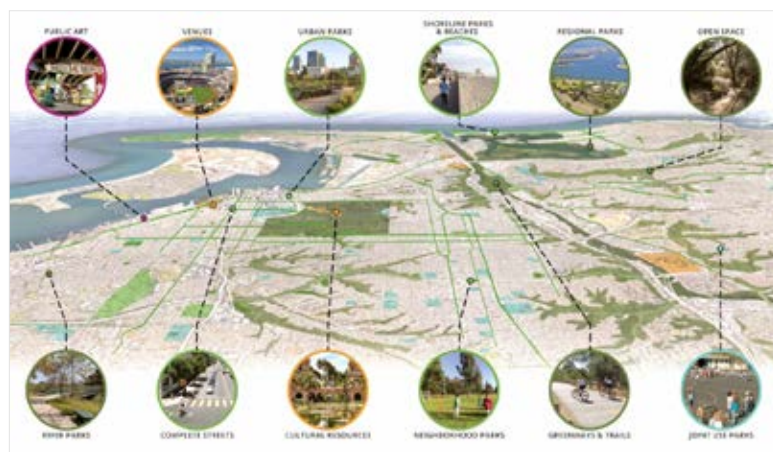 PUBLIC ART
VENUES
URBAN PARKS
SHORELINE PARKS
& BEACHES
REGIONAL PARKS
OPEN SPACE
RIVER PARKS
COMPLETE STREETS
CULTURAL RESOURCES
NEIGHBORHOOD PARKS
GREENWAYS & TRAILS
JOINT USE PARKS